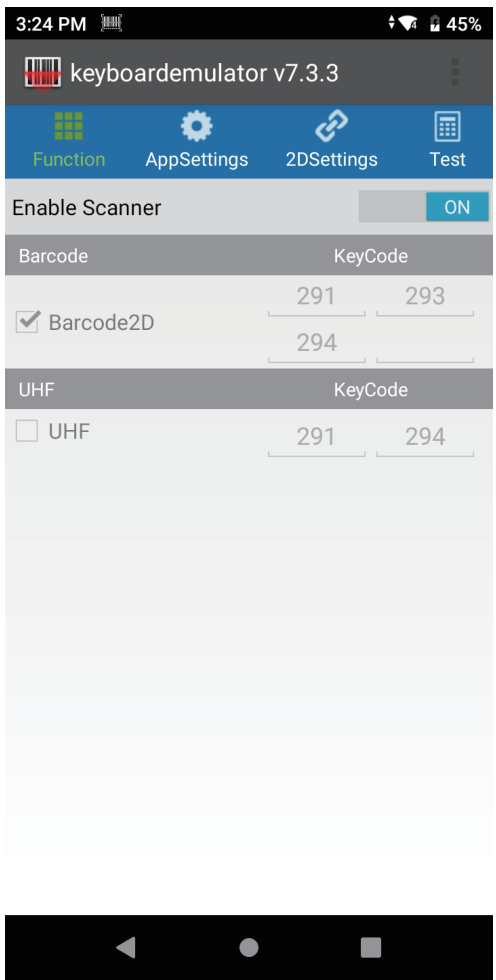 3:24 PM 45%
keyboardemulator v7.3.3
Function AppSettings 2DSettings Test
Enable Scanner ON
Barcode KeyCode
291 293
Barcode2D
294
UHF KeyCode
UHF 291 294